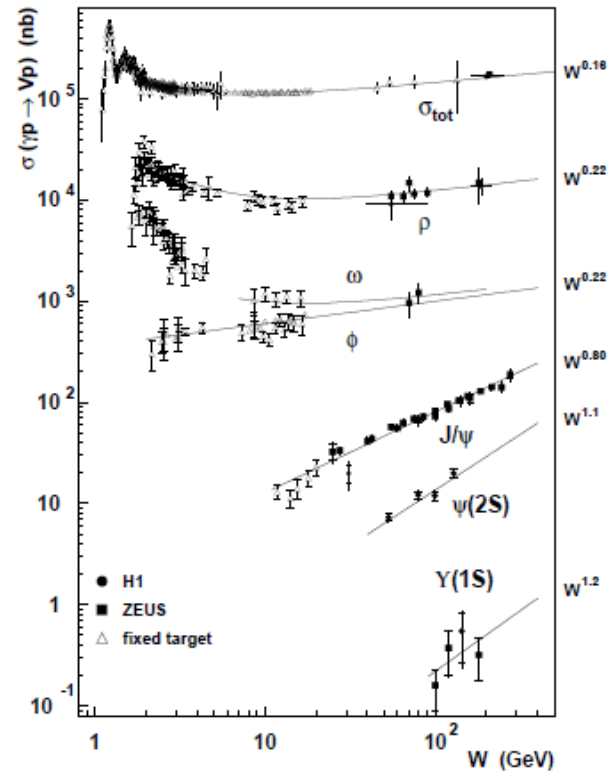 σ (γp → Vp) (nb)
10^5
10^4
10^3
10^2
10
1
10^-1
σtot
ρ
ω
φ
J/ψ
ψ(2S)
Υ(1S)
W^0.16
W^0.22
W^0.22
W^0.80
W^1.1
W^1.2
H1
ZEUS
fixed target
1
10
10^2
W (GeV)